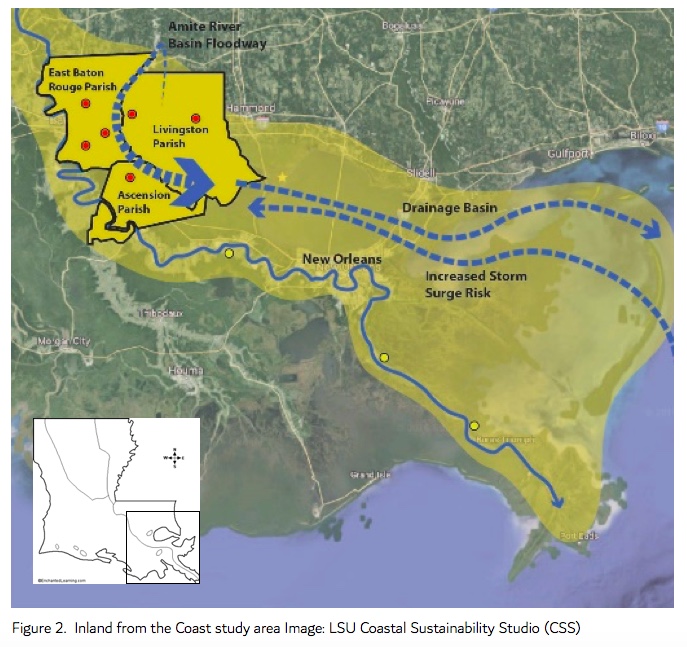 Amite River
Basin Floodway
Bogalusa
East Baton
Rouge Parish
Hammond
Picayune
Livingston
Parish
Biloxi
Gulfport
Slidell
10
Ascension
Parish
Drainage Basin
New Orleans
Increased Storm
Surge Risk
Thibodaux
Morgan City
Houma
Grand Isle
Port Eads
N
W E
S
©EnchantedLearning.com
Figure 2. Inland from the Coast study area Image: LSU Coastal Sustainability Studio (CSS)